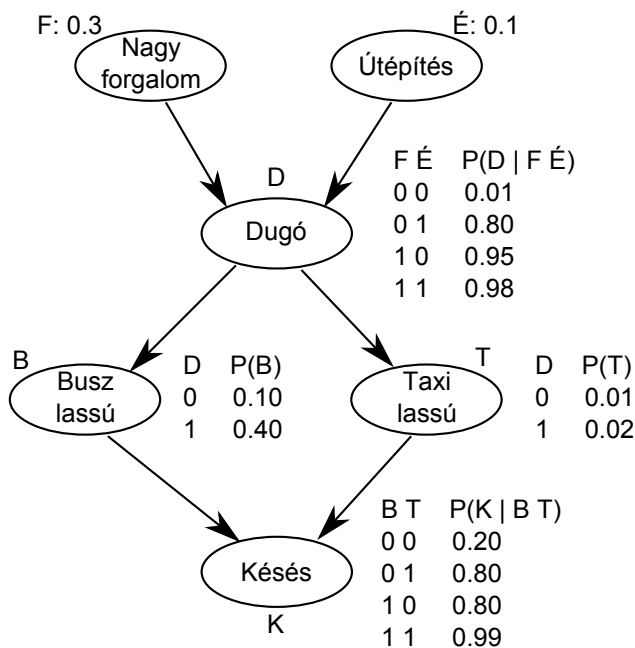 F: 0.3
Nagy
forgalom
É: 0.1
Útépítés
D
Dugó
F É P(D | F É)
0 0 0.01
0 1 0.80
1 0 0.95
1 1 0.98
B
Busz
lassú
D P(B)
0 0.10
1 0.40
T
Taxi
lassú
D P(T)
0 0.01
1 0.02
Késés
K
B T P(K | B T)
0 0 0.20
0 1 0.80
1 0 0.80
1 1 0.99